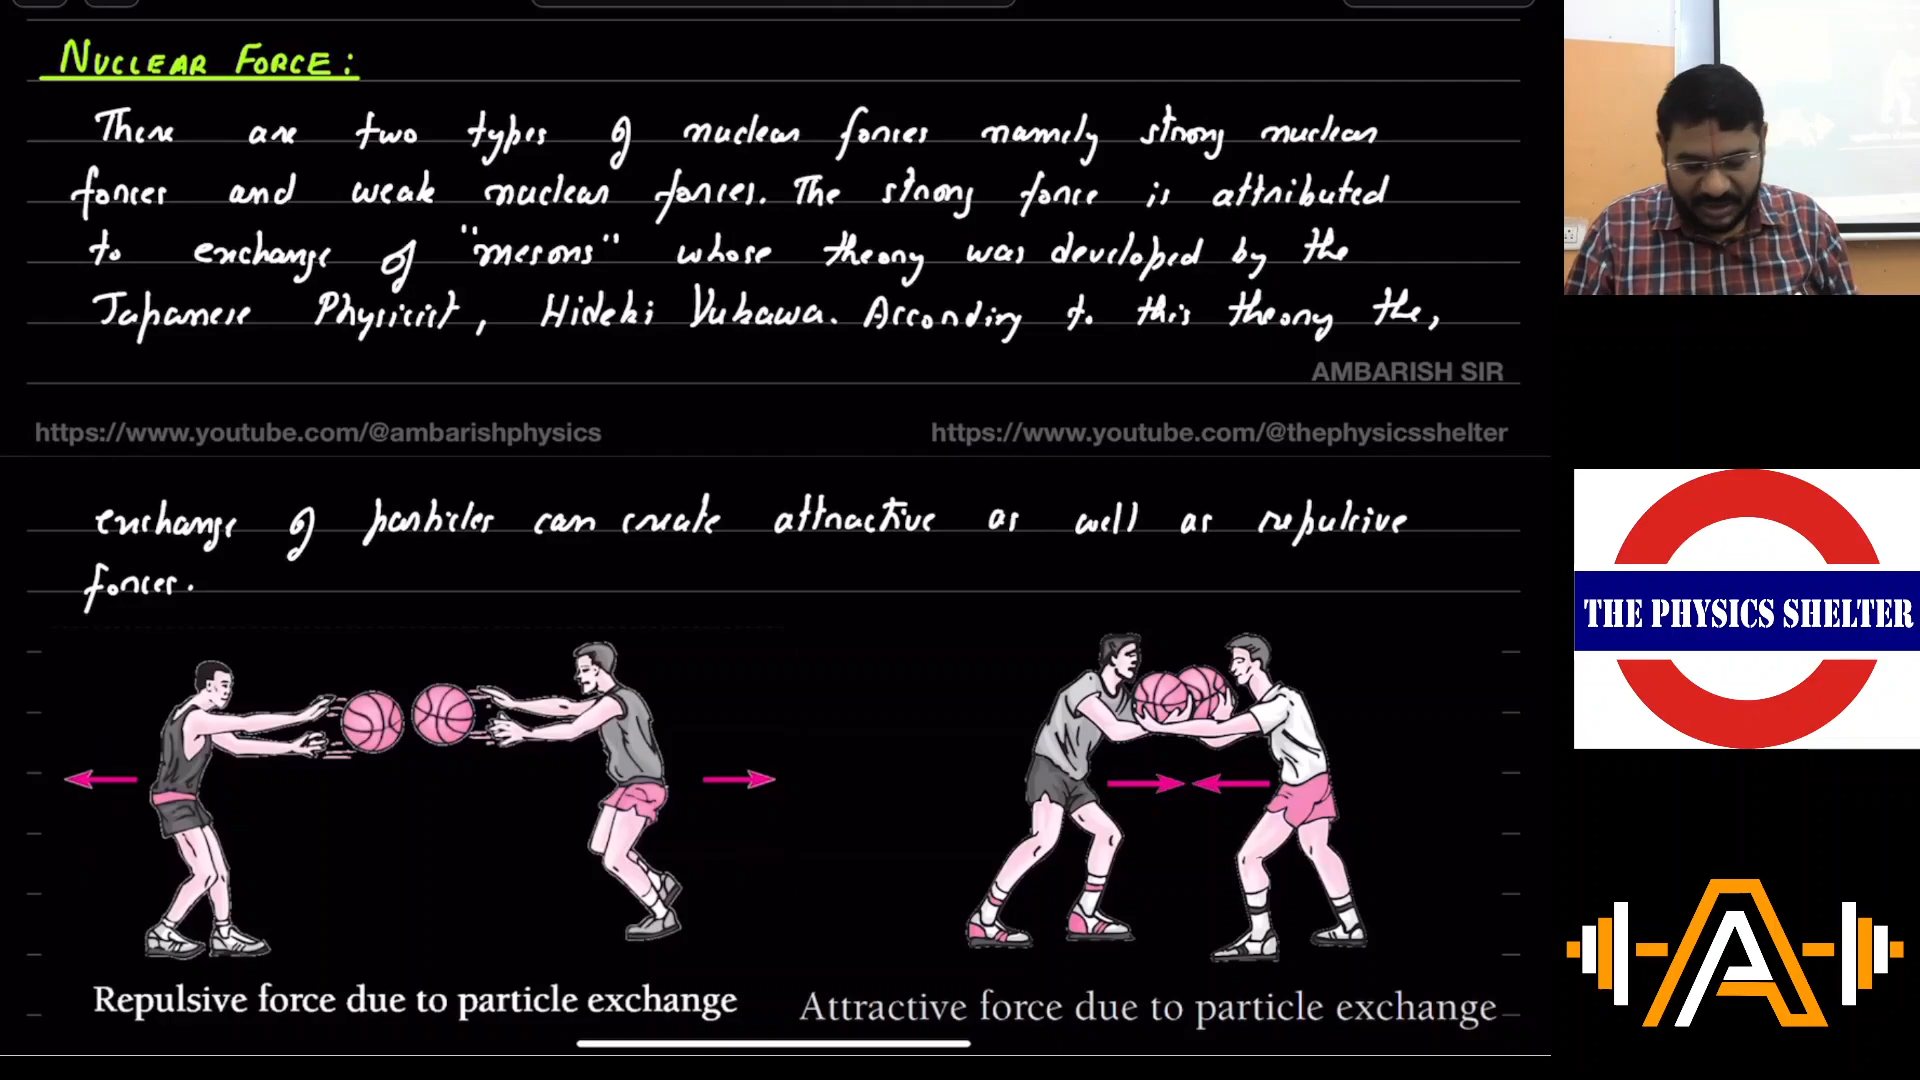 NUCLEAR FORCE:
There are two types of nuclear forces namely strong nuclear
forces and weak nuclear forces. The strong force is attributed
to exchange of "mesons" whose theory was developed by the
Japanese Physicist, Hideki Yukawa. According to this theory the,
AMBARISH SIR
https://www.youtube.com/@ambarishphysics
https://www.youtube.com/@thephysicsshelter
exchange of particles can create attractive as well as repulsive
forces.
THE PHYSICS SHELTER
Repulsive force due to particle exchange
Attractive force due to particle exchange